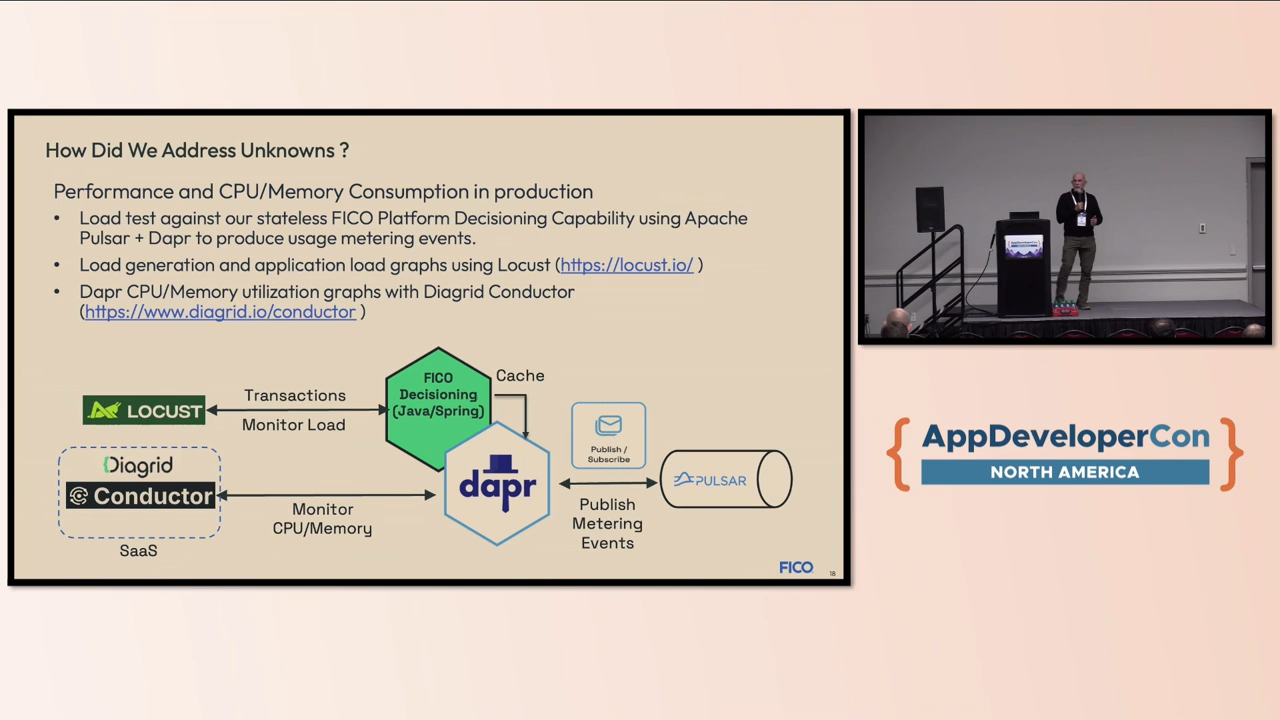 How Did We Address Unknowns ?
Performance and CPU/Memory Consumption in production
• Load test against our stateless FICO Platform Decisioning Capability using Apache
Pulsar + Dapr to produce usage metering events.
• Load generation and application load graphs using Locust (https://locust.io/ )
• Dapr CPU/Memory utilization graphs with Diagrid Conductor
(https://www.diagrid.io/conductor )
LOCUST
Transactions
Monitor Load
FICO
Decisioning
(Java/Spring)
Cache
Publish /
Subscribe
Diagrid
Conductor
SaaS
Monitor
CPU/Memory
dapr
Publish
Metering
Events
PULSAR
FICO
18
AppDeveloperCon
AppDeveloperCon
NORTH AMERICA